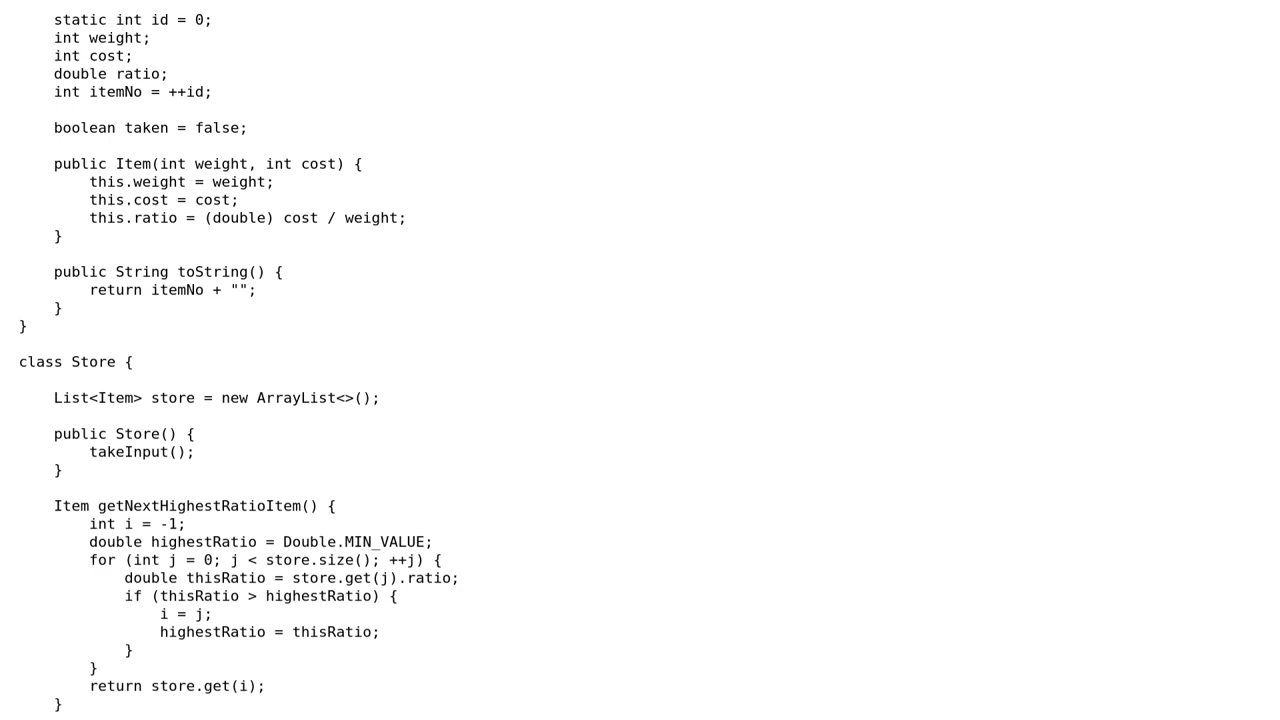 static int id = 0;
    int weight;
    int cost;
    double ratio;
    int itemNo = ++id;

    boolean taken = false;

    public Item(int weight, int cost) {
        this.weight = weight;
        this.cost = cost;
        this.ratio = (double) cost / weight;
    }

    public String toString() {
        return itemNo + "";
    }
}

class Store {

    List<Item> store = new ArrayList<>();

    public Store() {
        takeInput();
    }

    Item getNextHighestRatioItem() {
        int i = -1;
        double highestRatio = Double.MIN_VALUE;
        for (int j = 0; j < store.size(); ++j) {
            double thisRatio = store.get(j).ratio;
            if (thisRatio > highestRatio) {
                i = j;
                highestRatio = thisRatio;
            }
        }
        return store.get(i);
    }